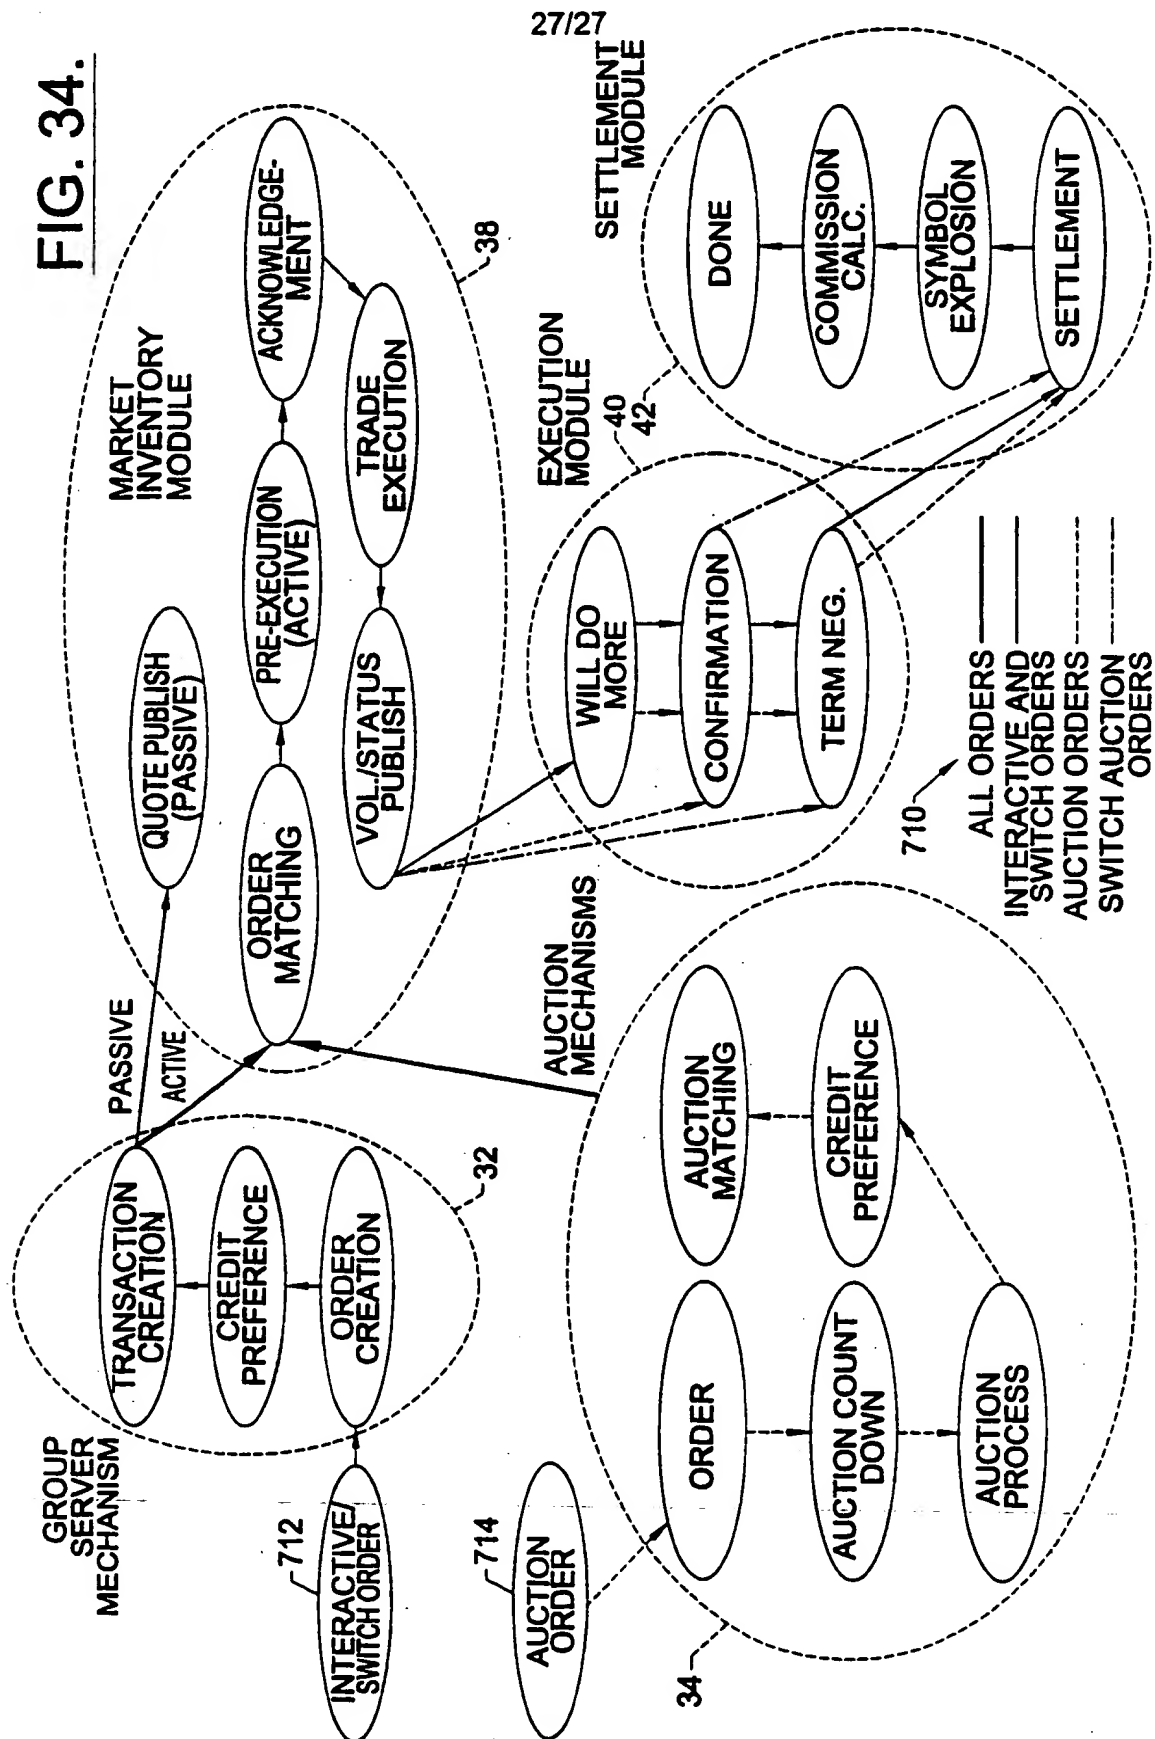 27/27
FIG. 34.
GROUP
SERVER
MECHANISM
TRANSACTION
CREATION
CREDIT
PREFERENCE
ORDER
CREATION
32
712
INTERACTIVE/
SWITCH ORDER
714
AUCTION
ORDER
PASSIVE
ACTIVE
MARKET
INVENTORY
MODULE
QUOTE PUBLISH
(PASSIVE)
ORDER
MATCHING
PRE-EXECUTION
(ACTIVE)
ACKNOWLEDGE-
MENT
TRADE
EXECUTION
VOL./STATUS
PUBLISH
38
AUCTION
MECHANISMS
ORDER
AUCTION COUNT
DOWN
AUCTION
PROCESS
AUCTION
MATCHING
CREDIT
PREFERENCE
34
EXECUTION
MODULE
40
42
WILL DO
MORE
CONFIRMATION
TERM NEG.
SETTLEMENT
MODULE
DONE
COMMISSION
CALC.
SYMBOL
EXPLOSION
SETTLEMENT
710
ALL ORDERS
INTERACTIVE AND
SWITCH ORDERS
AUCTION ORDERS
SWITCH AUCTION
ORDERS